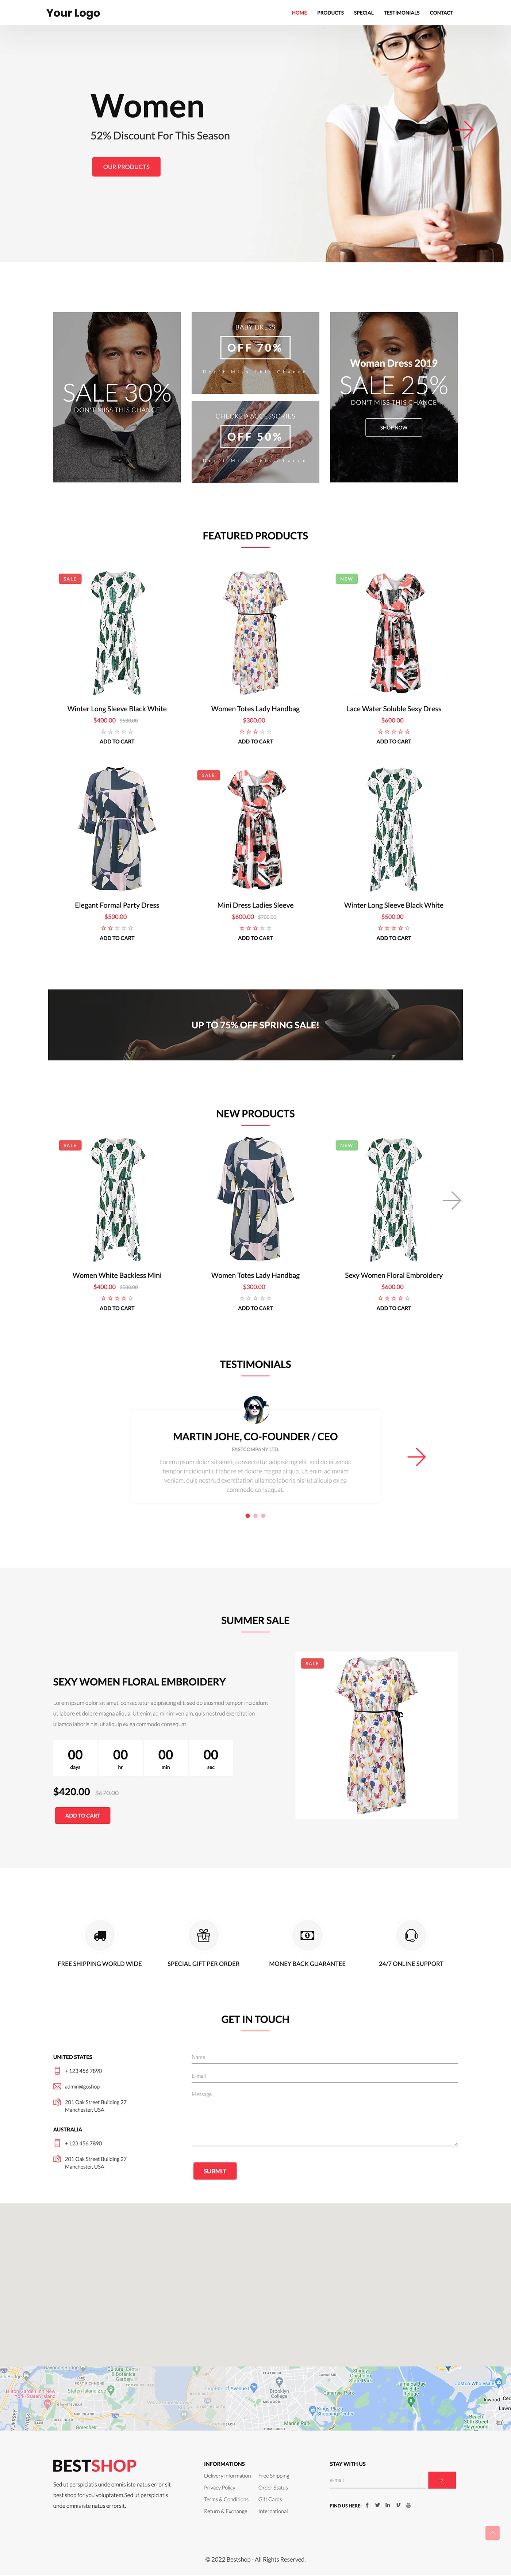 Your Logo
HOME PRODUCTS SPECIAL TESTIMONIALS CONTACT
Women
52% Discount For This Season
OUR PRODUCTS
SALE 30%
DON'T MISS THIS CHANCE
BABY DRESS
OFF 70%
Don't Miss This Chance
CHECKED ACCESSORIES
OFF 50%
Don't Miss This Chance
Woman Dress 2019
SALE 25%
DON'T MISS THIS CHANCE
SHOP NOW
FEATURED PRODUCTS
SALE
NEW
Winter Long Sleeve Black White
$400.00 $580.00
ADD TO CART
Women Totes Lady Handbag
$300.00
ADD TO CART
Lace Water Soluble Sexy Dress
$600.00
ADD TO CART
SALE
Elegant Formal Party Dress
$500.00
ADD TO CART
Mini Dress Ladies Sleeve
$600.00 $700.00
ADD TO CART
Winter Long Sleeve Black White
$500.00
ADD TO CART
UP TO 75% OFF SPRING SALE!
NEW PRODUCTS
SALE
NEW
Women White Backless Mini
$400.00 $580.00
ADD TO CART
Women Totes Lady Handbag
$300.00
ADD TO CART
Sexy Women Floral Embroidery
$600.00
ADD TO CART
TESTIMONIALS
MARTIN JOHE, CO-FOUNDER / CEO
FASTCOMPANY LTD.
Lorem ipsum dolor sit amet, consectetur adipisicing elit, sed do eiusmod
tempor incididunt ut labore et dolore magna aliqua. Ut enim ad minim
veniam, quis nostrud exercitation ullamco laboris nisi ut aliquip ex ea
commodo consequat.
SUMMER SALE
SALE
SEXY WOMEN FLORAL EMBROIDERY
Lorem ipsum dolor sit amet, consectetur adipisicing elit, sed do eiusmod tempor incididunt
ut labore et dolore magna aliqua. Ut enim ad minim veniam, quis nostrud exercitation
ullamco laboris nisi ut aliquip ex ea commodo consequat.
00 00 00 00
days hr min sec
$420.00 $670.00
ADD TO CART
FREE SHIPPING WORLD WIDE
SPECIAL GIFT PER ORDER
MONEY BACK GUARANTEE
24/7 ONLINE SUPPORT
GET IN TOUCH
UNITED STATES
+ 123 456 7890
admin@goshop
201 Oak Street Building 27
Manchester, USA
AUSTRALIA
+ 123 456 7890
201 Oak Street Building 27
Manchester, USA
Name
E-mail
Message
SUBMIT
Brooklyn
College
Marine Park
Costco Wholesale
Inwood
BESTSHOP
Sed ut perspiciatis unde omnis iste natus error sit
best shop for you voluptatem.Sed ut perspiciatis
unde omnis iste natus errorsit.
INFORMATIONS
Delivery Information
Privacy Policy
Terms & Conditions
Return & Exchange
Free Shipping
Order Status
Gift Cards
International
STAY WITH US
e-mail
FIND US HERE:
© 2022 Bestshop - All Rights Reserved.